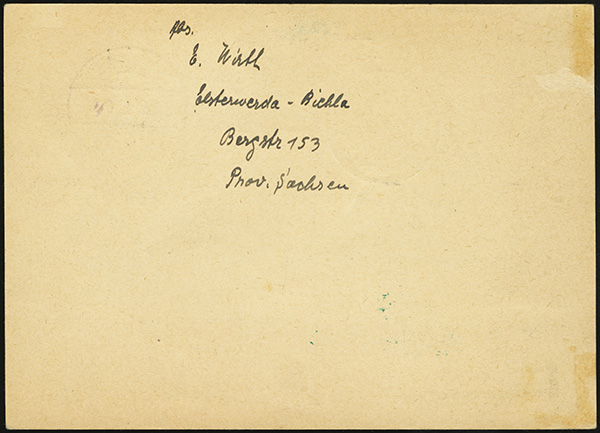 Abs.
E. Wirth
Elsterwerda - Biehla
Bergstr 153
Prov. Sachsen